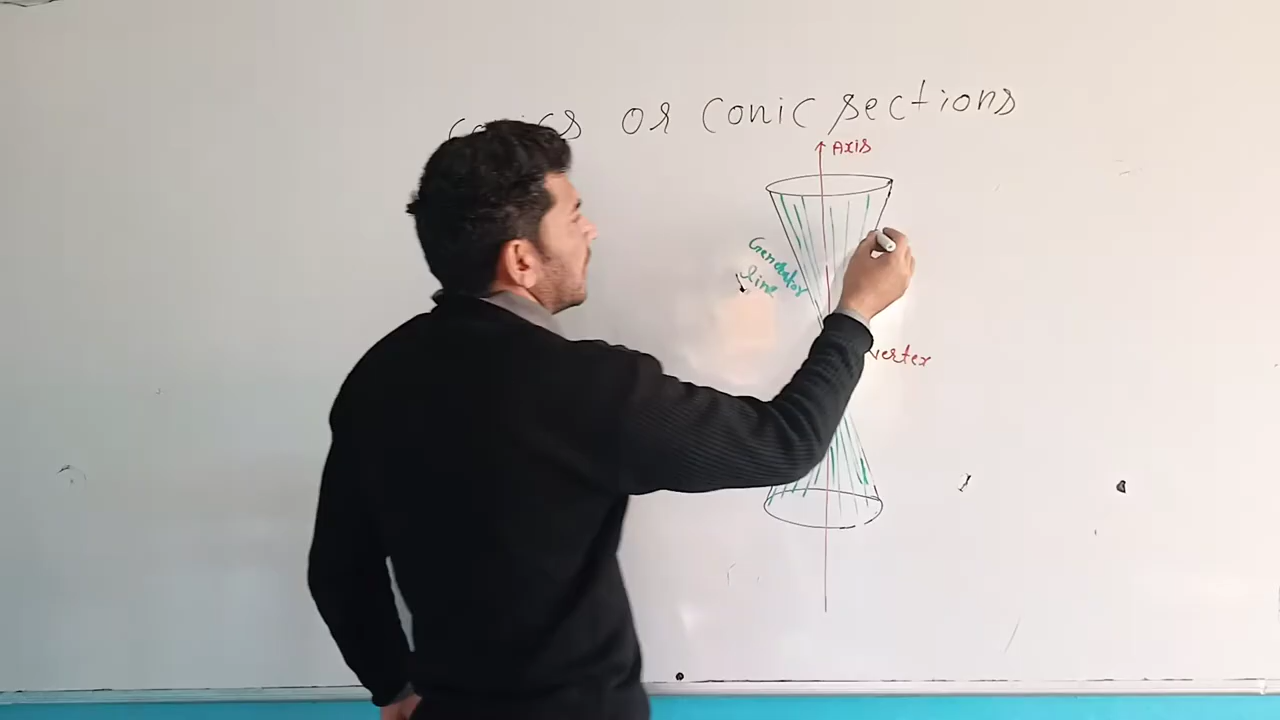 or conic sections
Axis
Generator
line
vertex